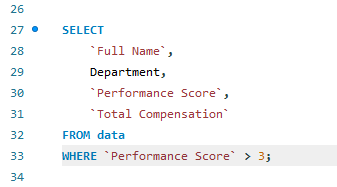 26
27 SELECT
28 `Full Name`,
29 Department,
30 `Performance Score`,
31 `Total Compensation`
32 FROM data
33 WHERE `Performance Score` > 3;
34